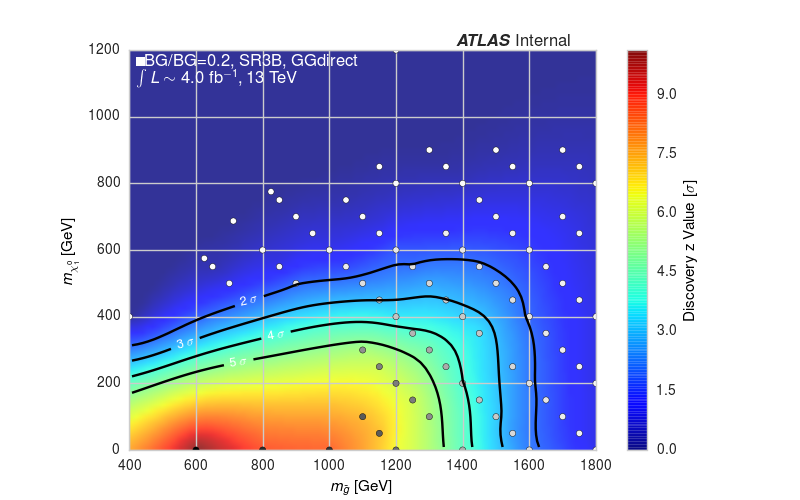 ATLAS Internal
■BG/BG=0.2, SR3B, GGdirect
∫ L ∼ 4.0 fb⁻¹, 13 TeV
1200
1000
800
600
400
200
0
m_χ̃₁⁰ [GeV]
2 σ
3 σ
4 σ
5 σ
400
600
800
1000
1200
1400
1600
1800
m_g̃ [GeV]
9.0
7.5
6.0
4.5
3.0
1.5
0.0
Discovery z Value [σ]